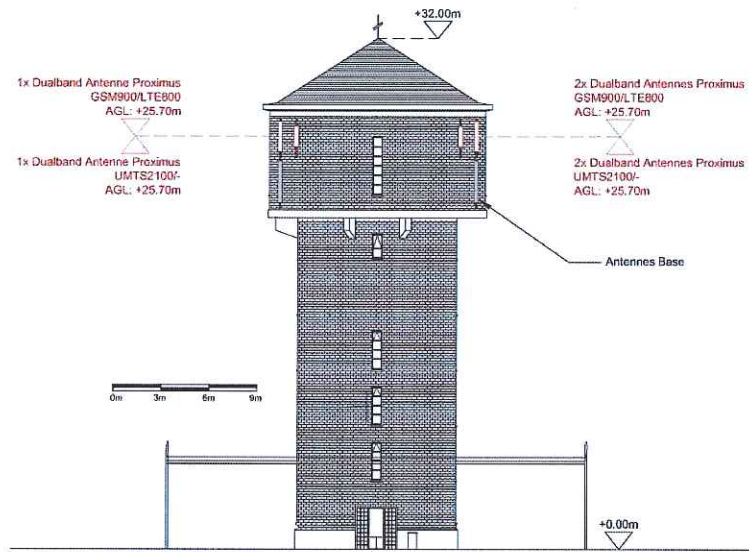 +32.00m
1x Dualband Antenne Proximus
GSM900/LTE800
AGL: +25.70m
1x Dualband Antenne Proximus
UMTS2100/-
AGL: +25.70m
2x Dualband Antennes Proximus
GSM900/LTE800
AGL: +25.70m
2x Dualband Antennes Proximus
UMTS2100/-
AGL: +25.70m
Antennes Base
0m 3m 6m 9m
+0.00m